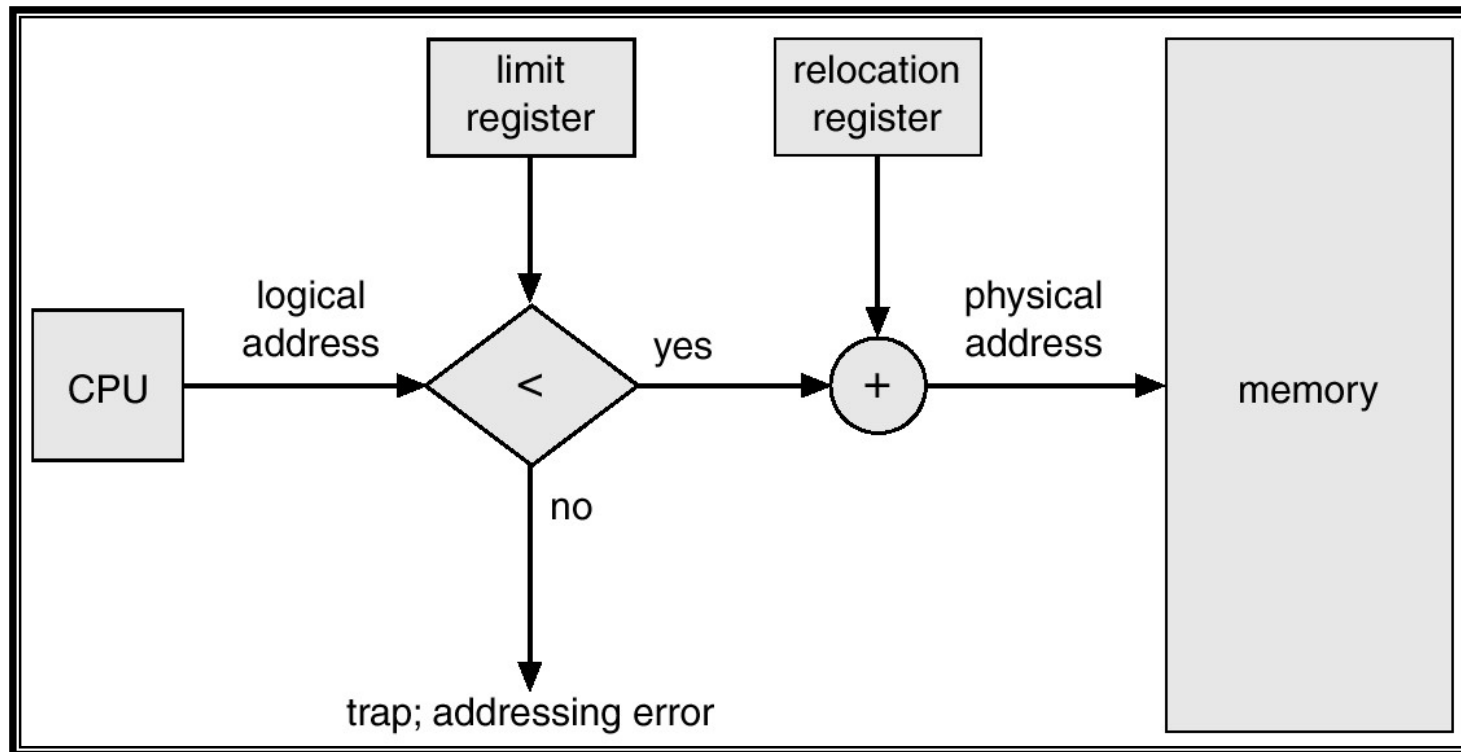 limit
register
relocation
register
logical
address
physical
address
CPU
<
yes
+
memory
no
trap; addressing error